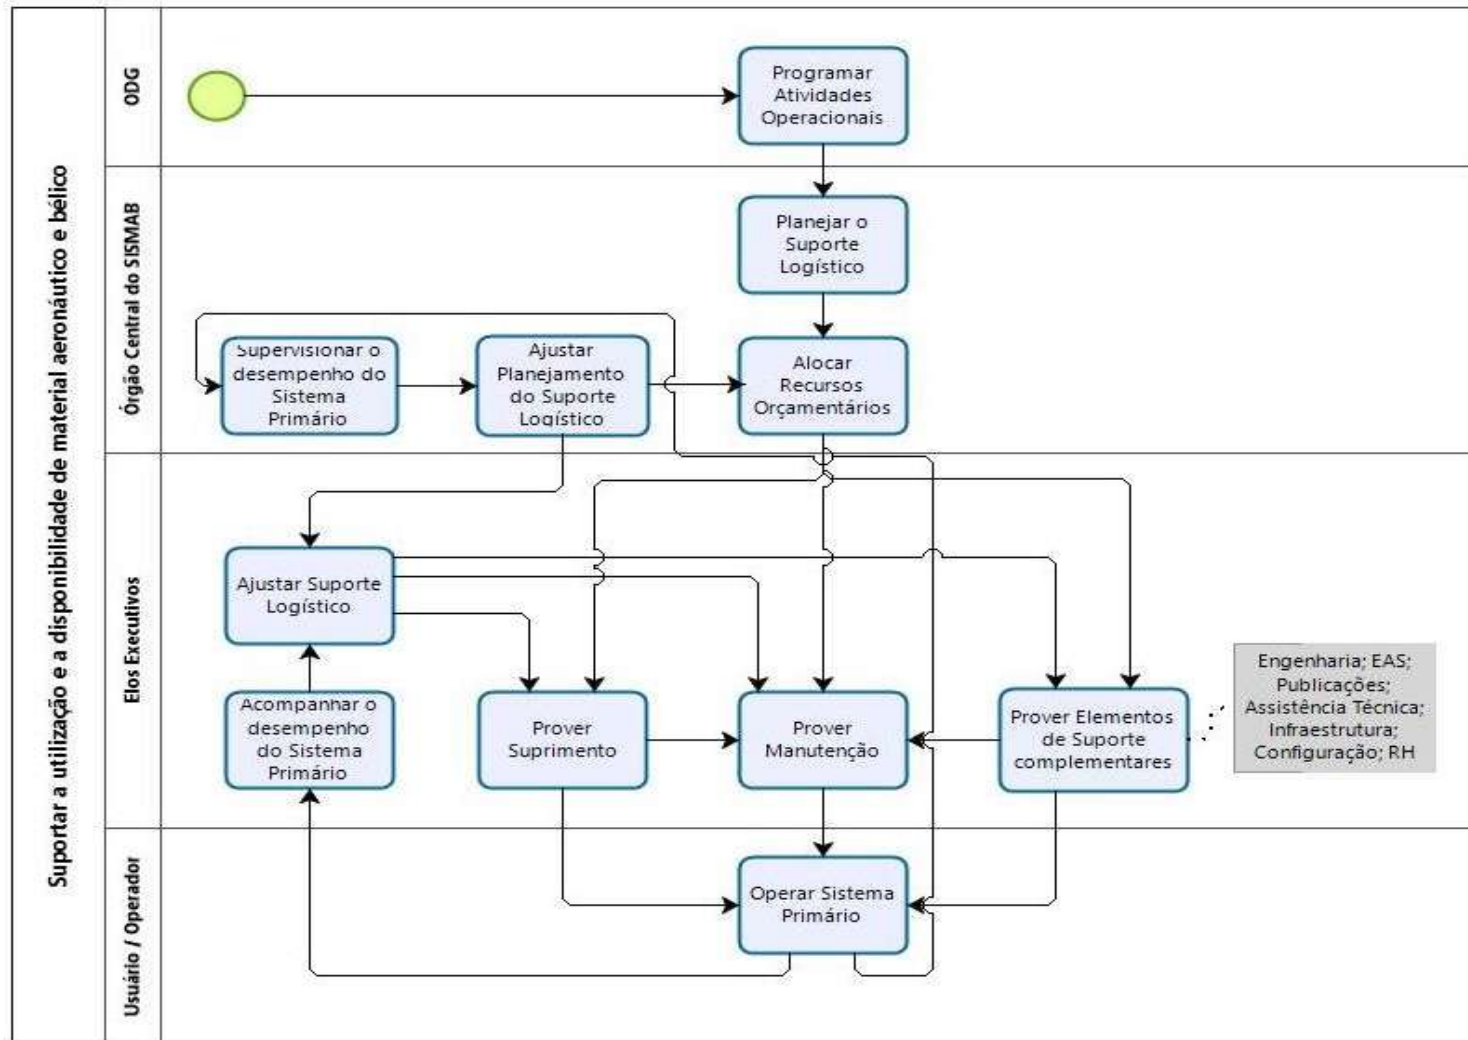 Suportar a utilização e a disponibilidade de material aeronáutico e bélico
ODG
Programar
Atividades
Operacionais
Órgão Central do SISMAB
Planejar o
Suporte
Logístico
Supervisionar o
desempenho do
Sistema
Primário
Ajustar
Planejamento
do Suporte
Logístico
Alocar
Recursos
Orçamentários
Elos Executivos
Ajustar Suporte
Logístico
Acompanhar o
desempenho
do Sistema
Primário
Prover
Suprimento
Prover
Manutenção
Prover Elementos
de Suporte
complementares
Engenharia; EAS;
Publicações;
Assistência Técnica;
Infraestrutura;
Configuração; RH
Usuário / Operador
Operar Sistema
Primário